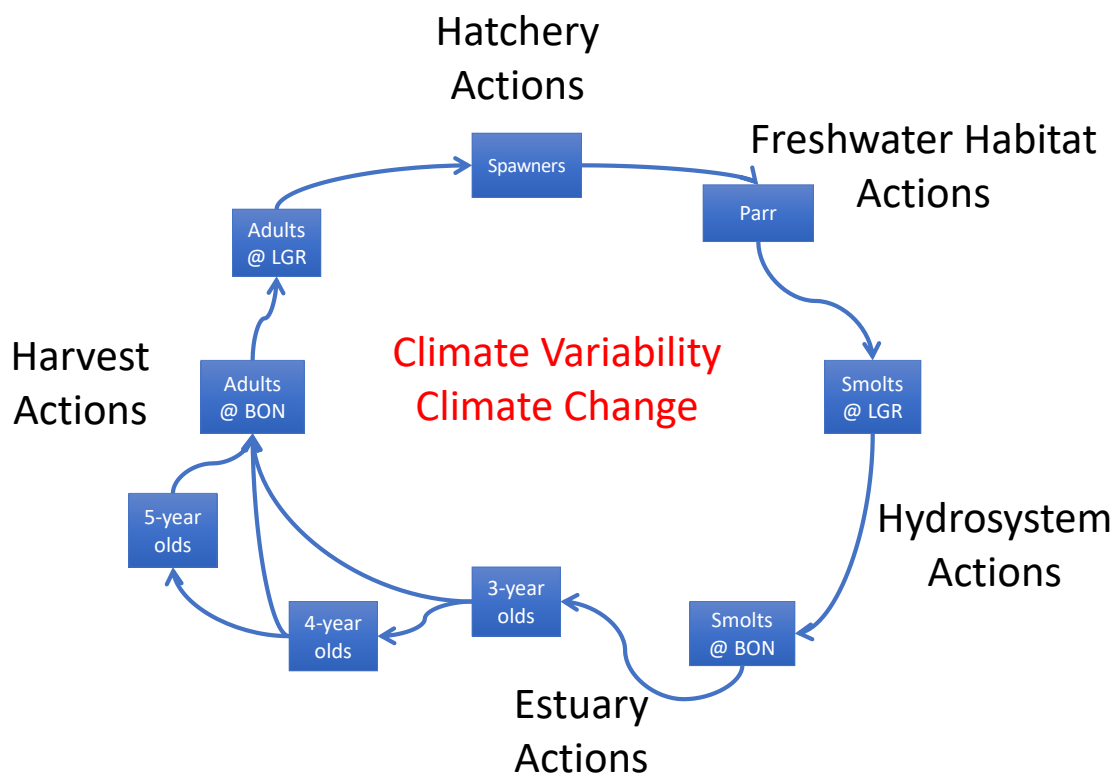 Hatchery
Actions
Spawners
Freshwater Habitat
Actions
Parr
Adults
@ LGR
Harvest
Actions
Adults
@ BON
Climate Variability
Climate Change
Smolts
@ LGR
5-year
olds
Hydrosystem
Actions
3-year
olds
4-year
olds
Smolts
@ BON
Estuary
Actions